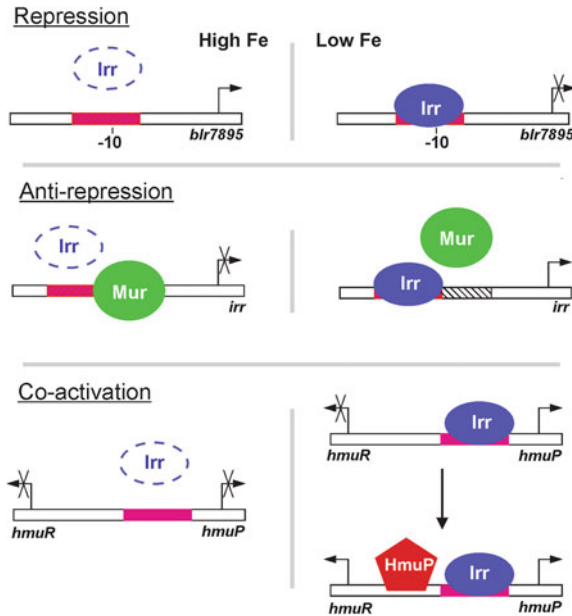 Repression
High Fe
Low Fe
Irr
blr7895
-10
Irr
blr7895
-10
Anti-repression
Irr
Mur
irr
Mur
Irr
irr
Co-activation
Irr
hmuR
hmuP
Irr
hmuR
hmuP
HmuP
Irr
hmuR
hmuP